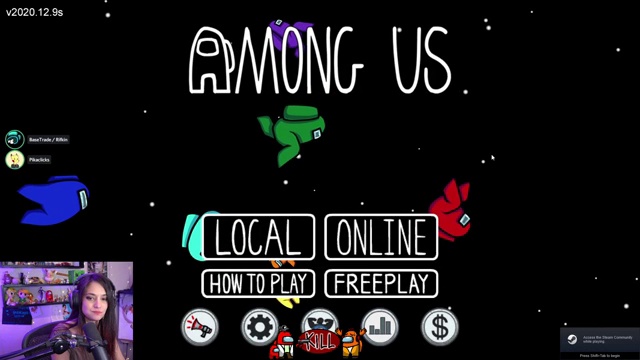 v2020.12.9s
AMONG US
BaseTrade / Rifkin
Pikaclicks
LOCAL
ONLINE
HOW TO PLAY
FREEPLAY
$
KILL
Access the Steam Community
while playing
Press Shift+Tab to begin